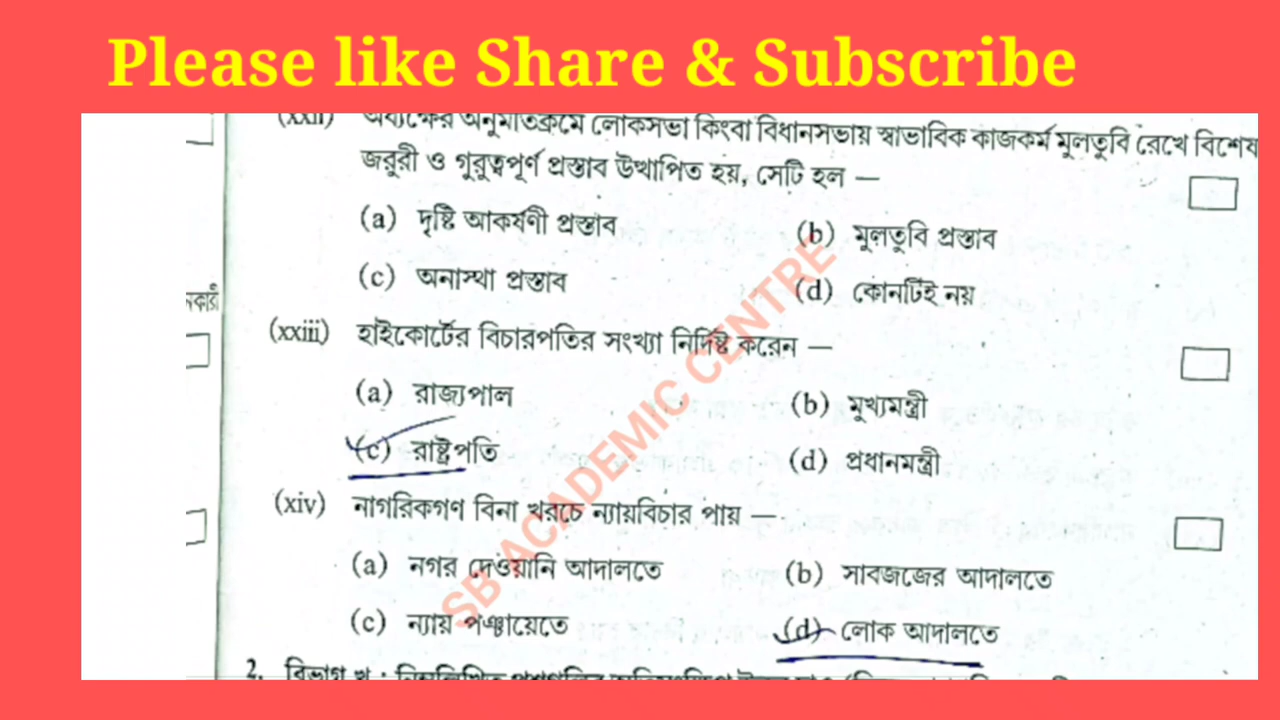 Please like Share & Subscribe
(xxii) অধ্যক্ষের অনুমতিক্রমে লোকসভা কিংবা বিধানসভায় স্বাভাবিক কাজকর্ম মুলতুবি রেখে বিশেষ
জরুরী ও গুরুত্বপূর্ণ প্রস্তাব উত্থাপিত হয়, সেটি হল —
(a) দৃষ্টি আকর্ষণী প্রস্তাব (b) মুলতুবি প্রস্তাব
(c) অনাস্থা প্রস্তাব (d) কোনটিই নয়
(xxiii) হাইকোর্টের বিচারপতির সংখ্যা নির্দিষ্ট করেন —
(a) রাজ্যপাল (b) মুখ্যমন্ত্রী
(c) রাষ্ট্রপতি (d) প্রধানমন্ত্রী
(xiv) নাগরিকগণ বিনা খরচে ন্যায়বিচার পায় —
(a) নগর দেওয়ানি আদালতে (b) সাবজজের আদালতে
(c) ন্যায় পঞ্চায়েতে (d) লোক আদালতে
2. বিভাগ খ :
SB ACADEMIC CENTRE